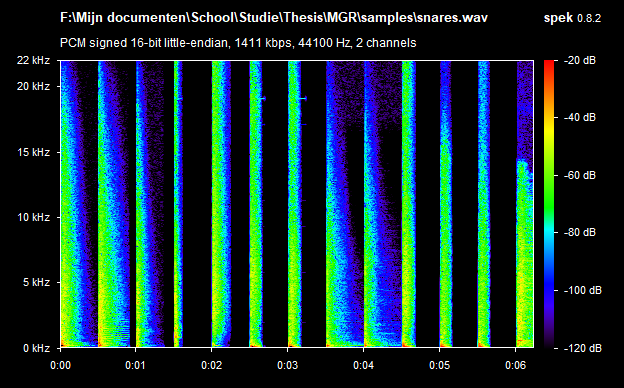 F:\Mijn documenten\School\Studie\Thesis\MGR\samples\snares.wav
spek 0.8.2
PCM signed 16-bit little-endian, 1411 kbps, 44100 Hz, 2 channels
22 kHz
20 kHz
15 kHz
10 kHz
5 kHz
0 kHz
0:00
0:01
0:02
0:03
0:04
0:05
0:06
-20 dB
-40 dB
-60 dB
-80 dB
-100 dB
-120 dB